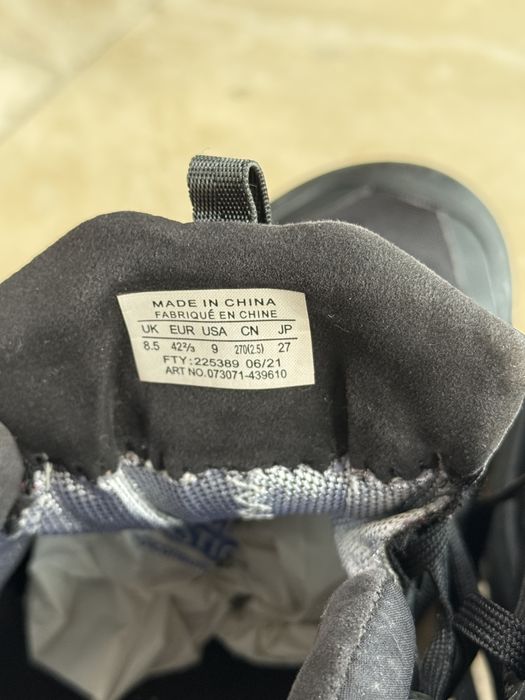 MADE IN CHINA
FABRIQUÉ EN CHINE
UK EUR USA CN JP
8.5 42⅔ 9 270(2.5) 27
FTY:225389 06/21
ART NO.073071-439610